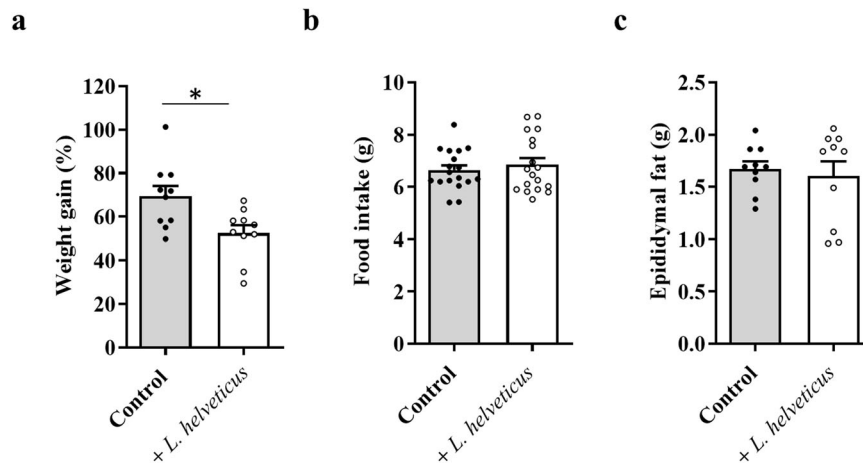 a
b
c
Weight gain (%)
120
100
80
60
40
20
0
*
Control
+ L. helveticus
Food intake (g)
10
8
6
4
2
0
Control
+ L. helveticus
Epididymal fat (g)
2.5
2.0
1.5
1.0
0.5
0.0
Control
+ L. helveticus